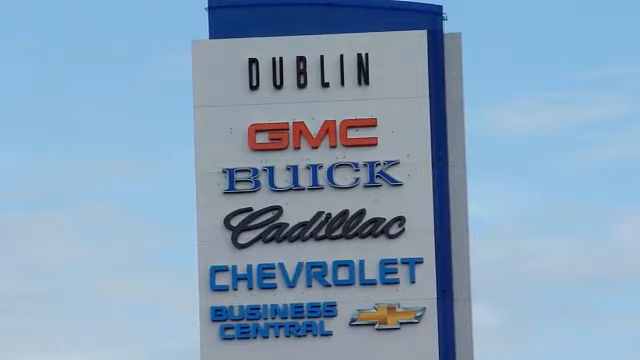 DUBLIN
GMC
BUICK
Cadillac
CHEVROLET
BUSINESS
CENTRAL